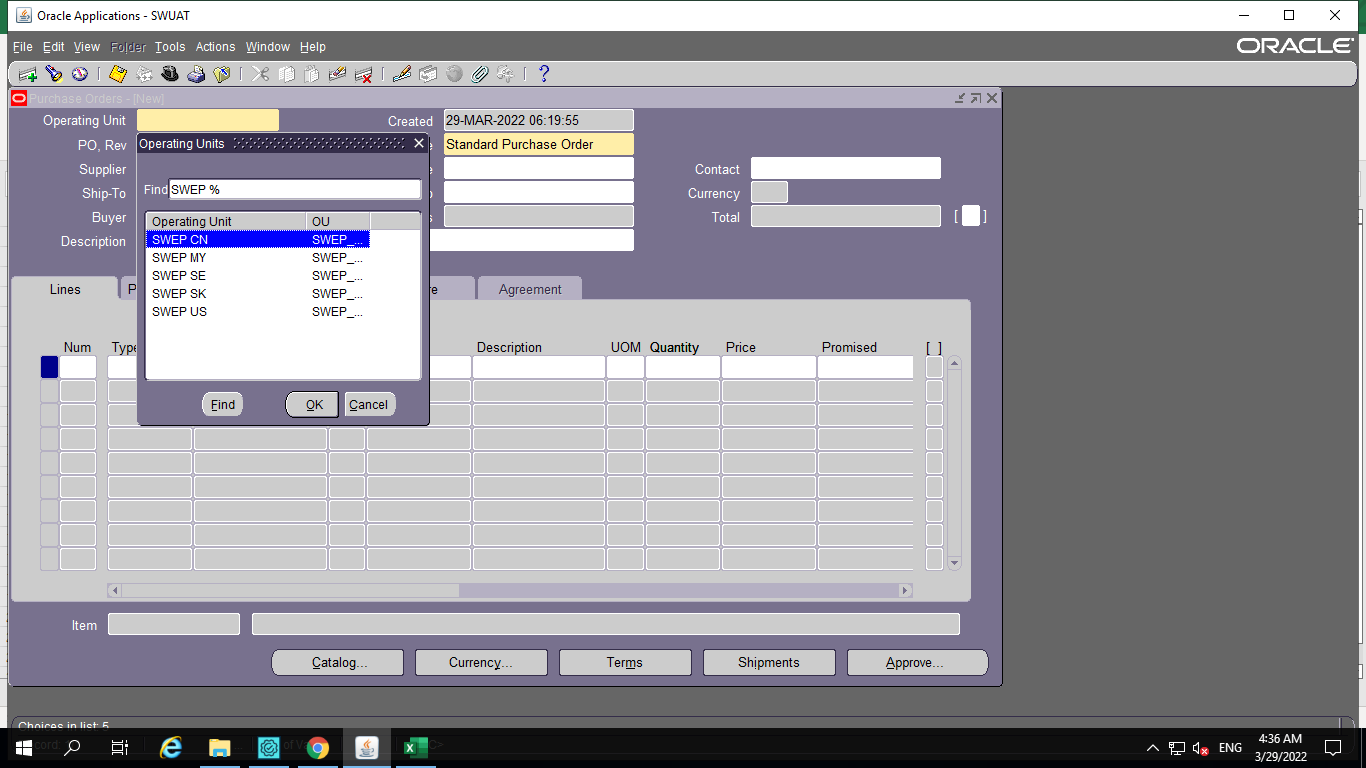 Oracle Applications - SWUAT
File Edit View Folder Tools Actions Window Help
ORACLE
Purchase Orders - [New]
Operating Unit
Created
29-MAR-2022 06:19:55
PO, Rev
Standard Purchase Order
Supplier
Contact
Ship-To
Currency
Buyer
Total
[ ]
Description
Operating Units
Find
SWEP %
Operating Unit OU
SWEP CN SWEP_...
SWEP MY SWEP_...
SWEP SE SWEP_...
SWEP SK SWEP_...
SWEP US SWEP_...
Find OK Cancel
Lines
Agreement
Num Type Description UOM Quantity Price Promised [ ]
Item
Catalog... Currency... Terms Shipments Approve...
Choices in list: 5
ENG
4:36 AM
3/29/2022